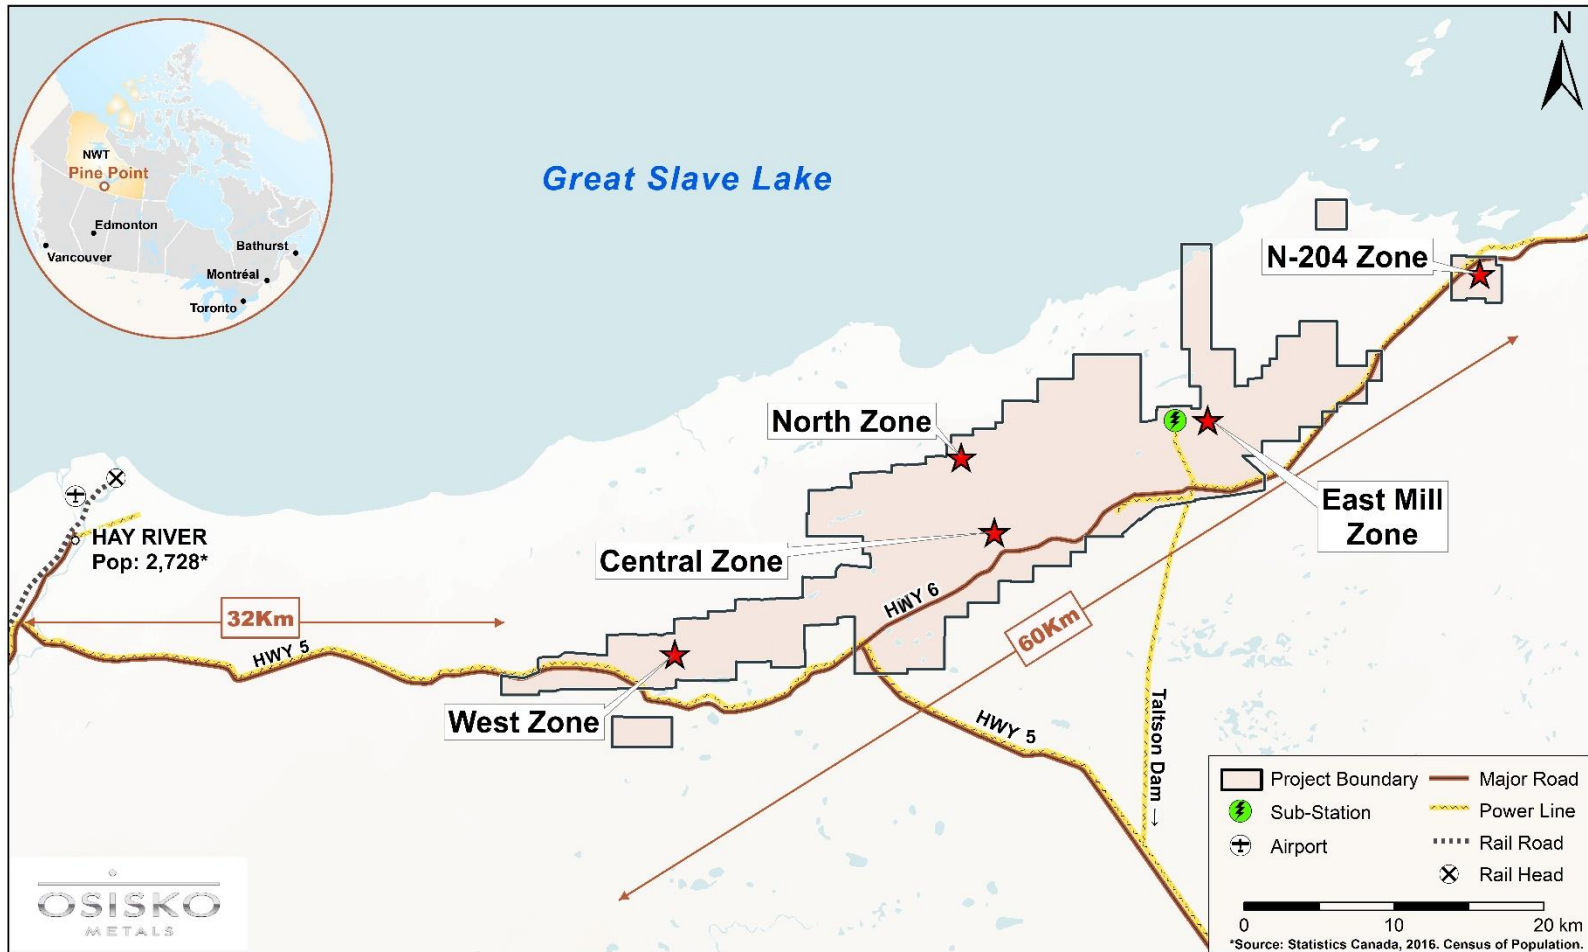 N
NWT
Pine Point
Edmonton
Vancouver
Bathurst
Montréal
Toronto
Great Slave Lake
N-204 Zone
North Zone
East Mill
Zone
Central Zone
HAY RIVER
Pop: 2,728*
32Km
HWY 5
HWY 6
60Km
West Zone
HWY 5
Taltson Dam →
Project Boundary
Sub-Station
Airport
Major Road
Power Line
Rail Road
Rail Head
0 10 20 km
*Source: Statistics Canada, 2016. Census of Population.
OSISKO
METALS